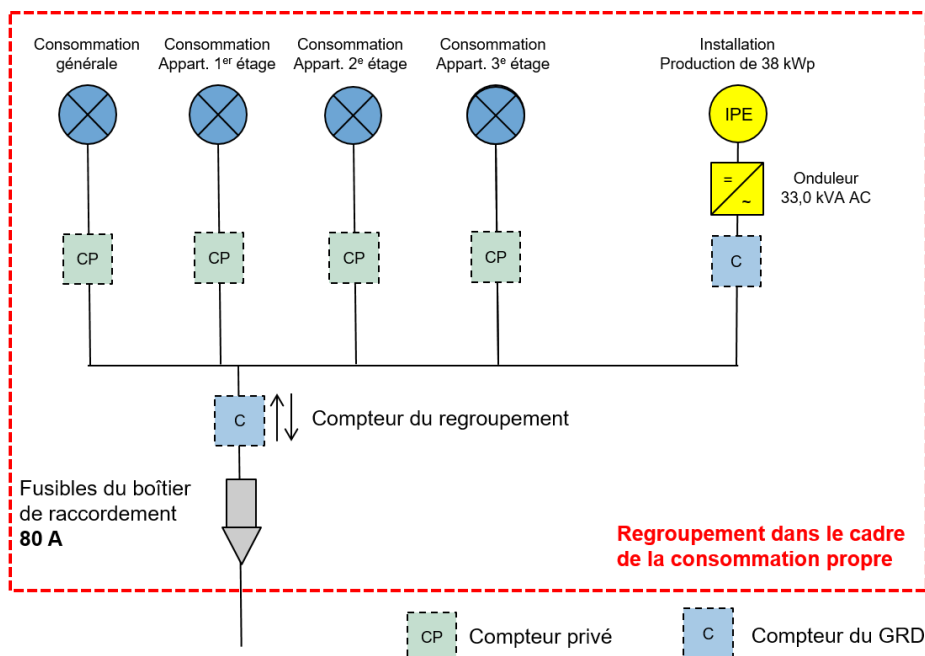 Consommation
générale
Consommation
Appart. 1er étage
Consommation
Appart. 2e étage
Consommation
Appart. 3e étage
Installation
Production de 38 kWp
IPE
=
~
Onduleur
33,0 kVA AC
CP
CP
CP
CP
C
C
Compteur du regroupement
Fusibles du boîtier
de raccordement
80 A
Regroupement dans le cadre
de la consommation propre
CP
Compteur privé
C
Compteur du GRD